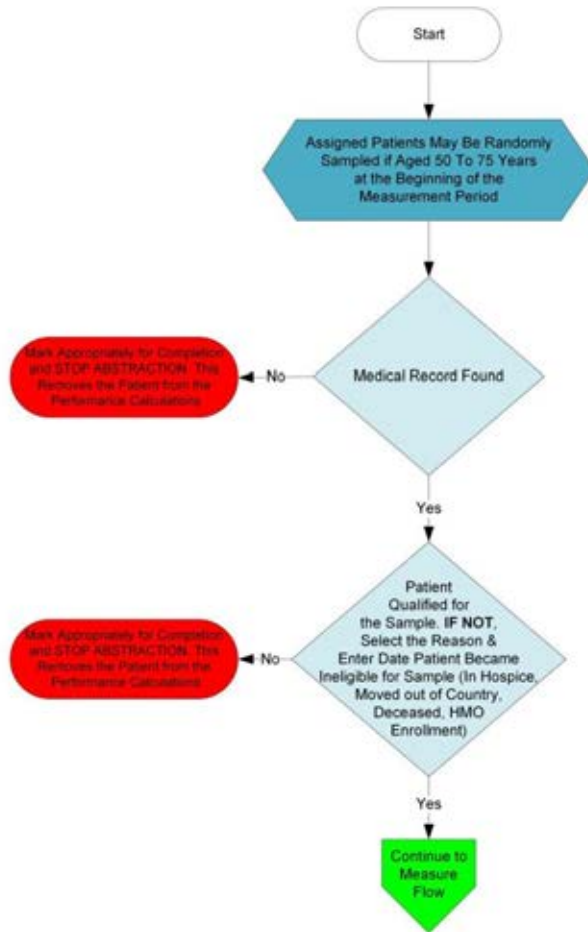 Start
Assigned Patients May Be Randomly
Sampled if Aged 50 To 75 Years
at the Beginning of the
Measurement Period
Medical Record Found
No
Mark Appropriately for Completion
and STOP ABSTRACTION. This
Removes the Patient from the
Performance Calculations
Yes
Patient
Qualified for
the Sample. IF NOT,
Select the Reason &
Enter Date Patient Became
Ineligible for Sample (In Hospice,
Moved out of Country,
Deceased, HMO
Enrollment)
No
Mark Appropriately for Completion
and STOP ABSTRACTION. This
Removes the Patient from the
Performance Calculations
Yes
Continue to
Measure
Flow